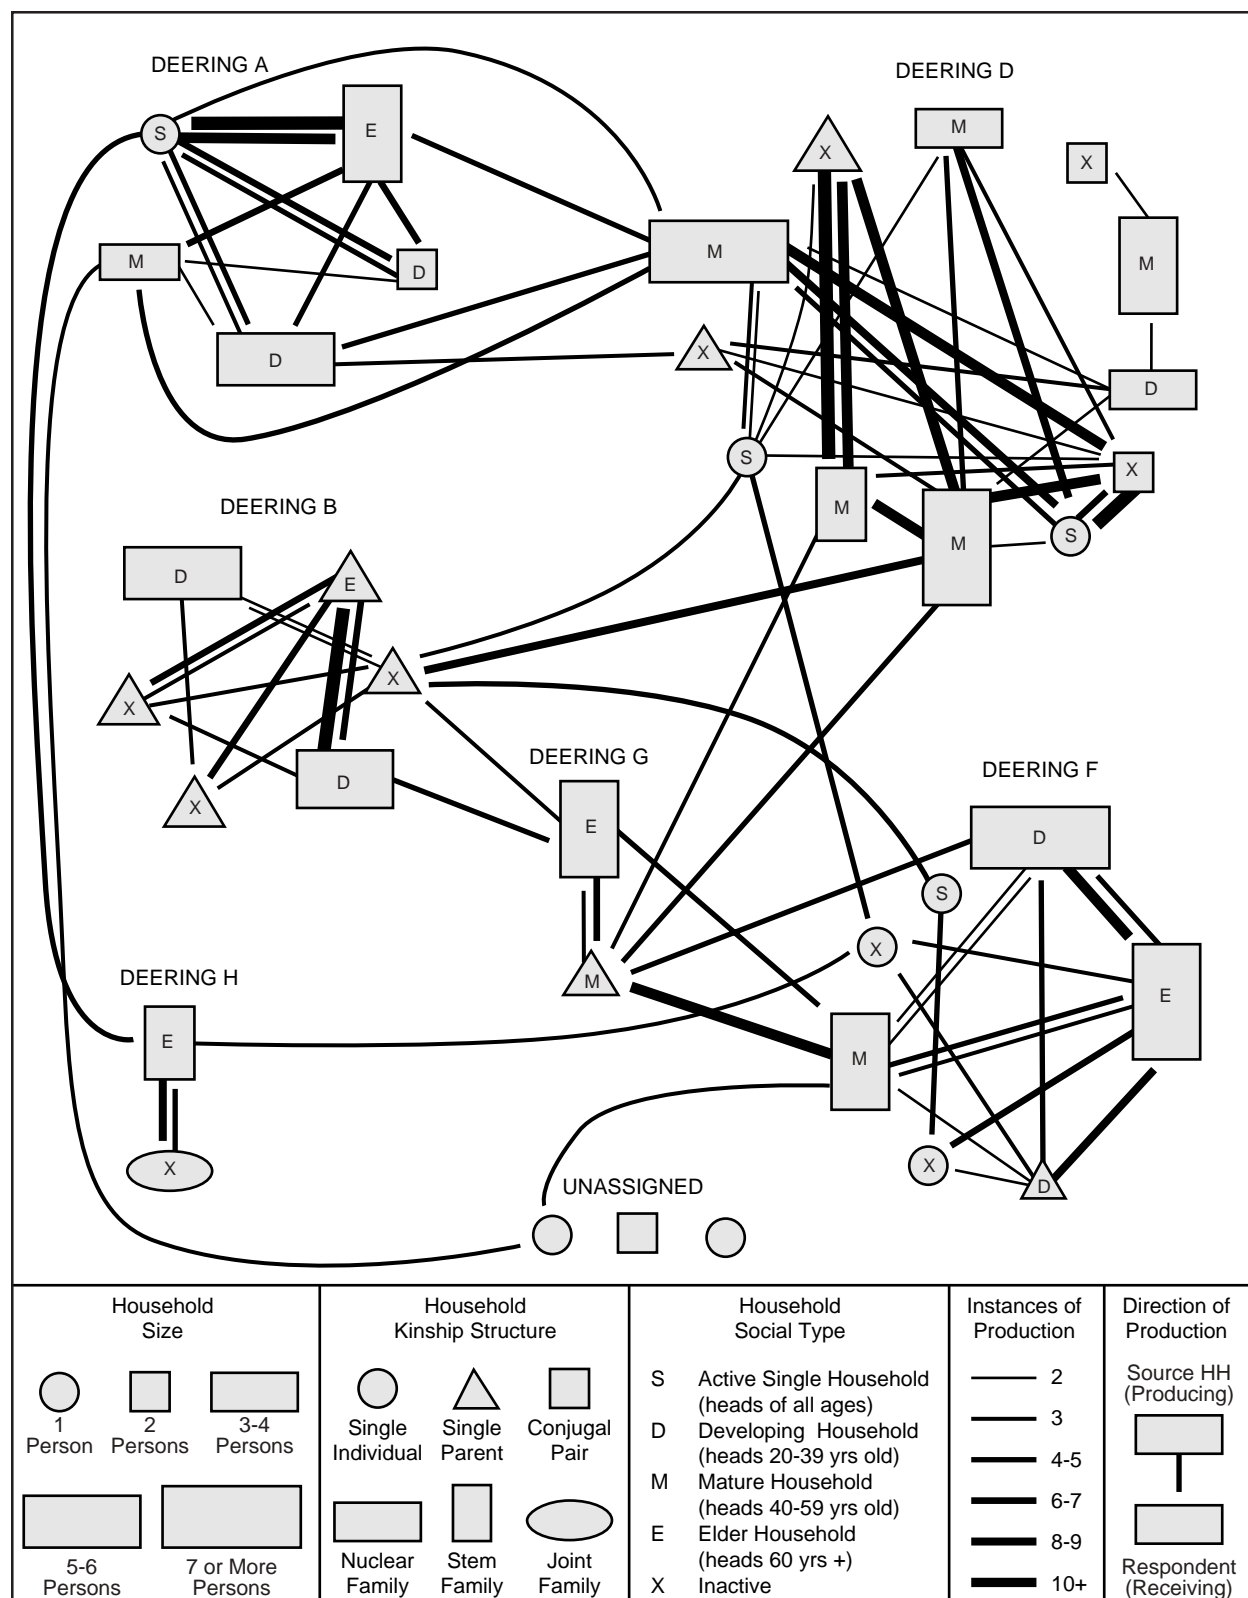 DEERING A
S
E
M
D
D
DEERING D
X
M
X
M
M
X
D
S
X
M
M
S
DEERING B
D
E
X
X
X
D
DEERING G
E
M
DEERING F
D
S
X
E
M
X
D
DEERING H
E
X
UNASSIGNED
Household
Size
1
Person
2
Persons
3-4
Persons
5-6
Persons
7 or More
Persons
Household
Kinship Structure
Single
Individual
Single
Parent
Conjugal
Pair
Nuclear
Family
Stem
Family
Joint
Family
Household
Social Type
S Active Single Household
(heads of all ages)
D Developing Household
(heads 20-39 yrs old)
M Mature Household
(heads 40-59 yrs old)
E Elder Household
(heads 60 yrs +)
X Inactive
Instances of
Production
2
3
4-5
6-7
8-9
10+
Direction of
Production
Source HH
(Producing)
Respondent
(Receiving)